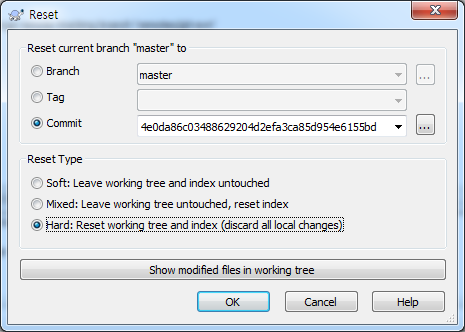 Reset
Reset current branch "master" to
Branch
master
...
Tag
Commit
4e0da86c03488629204d2efa3ca85d954e6155bd
...
Reset Type
Soft: Leave working tree and index untouched
Mixed: Leave working tree untouched, reset index
Hard: Reset working tree and index (discard all local changes)
Show modified files in working tree
OK
Cancel
Help